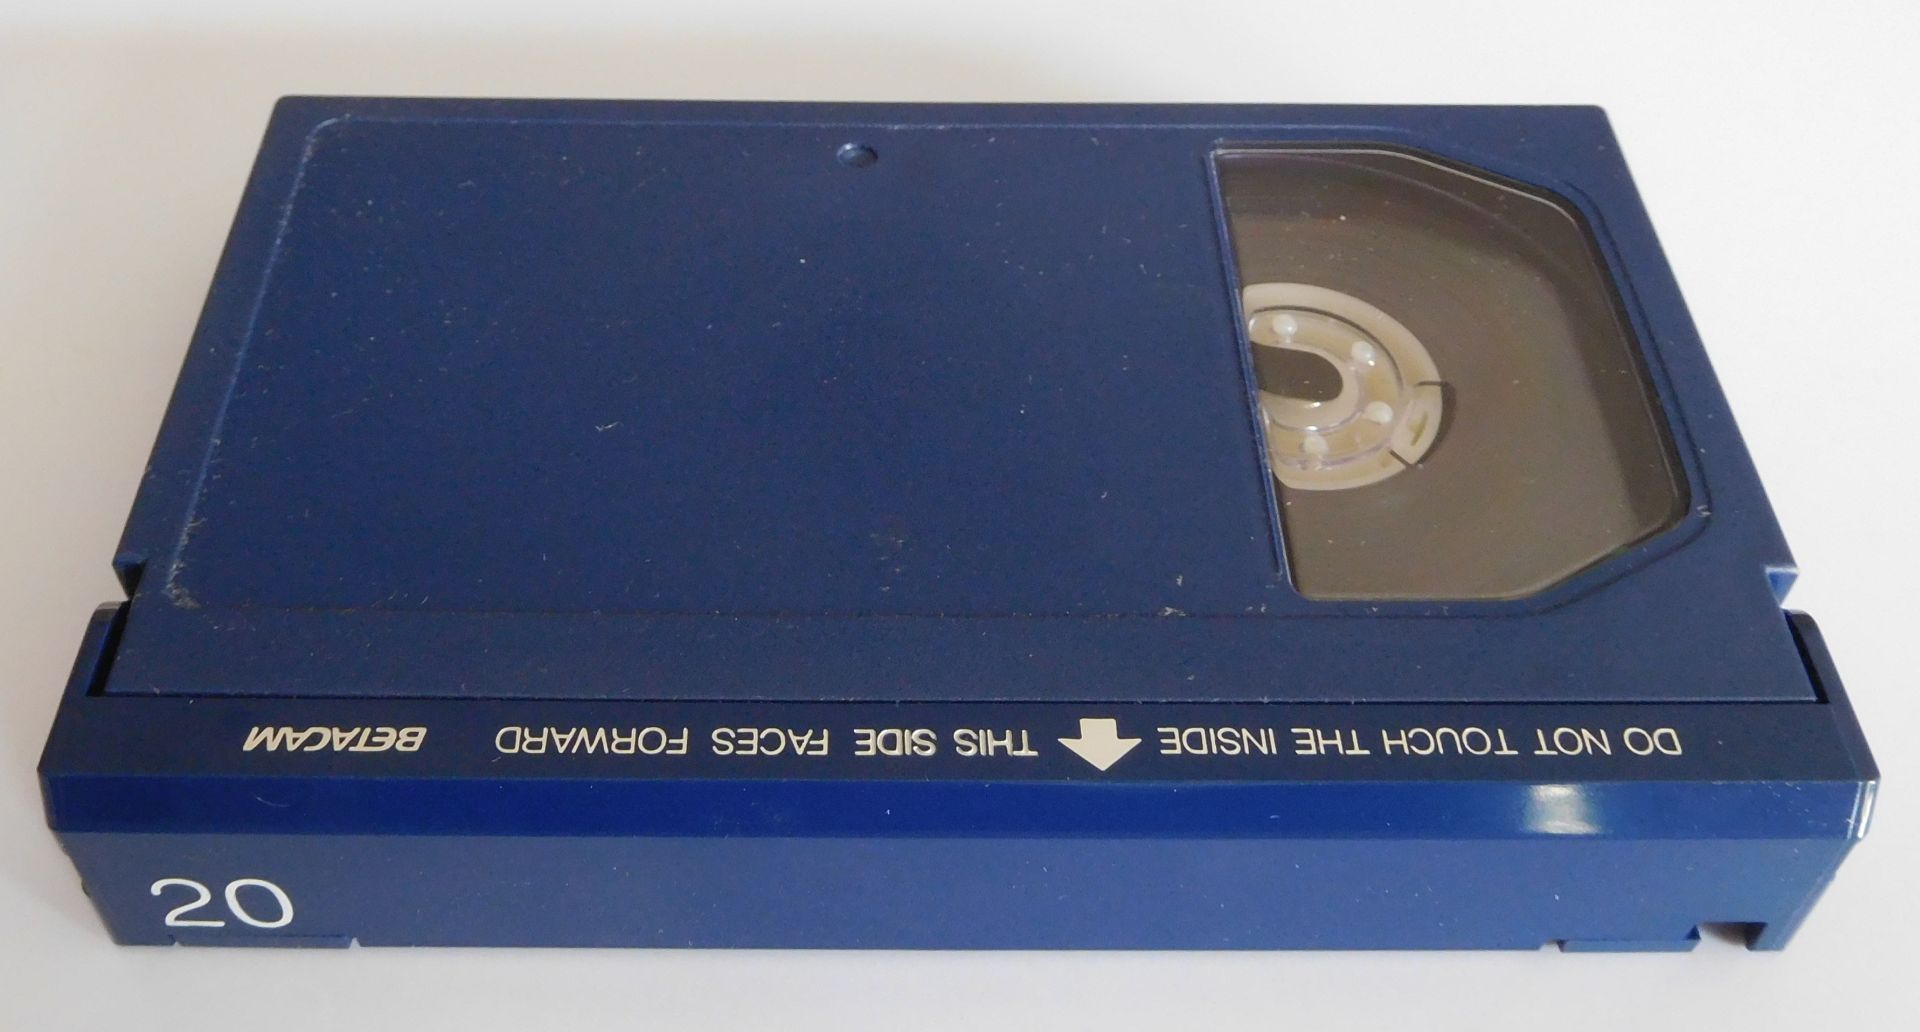 DO NOT TOUCH THE INSIDE THIS SIDE FACES FORWARD BETACAM
20